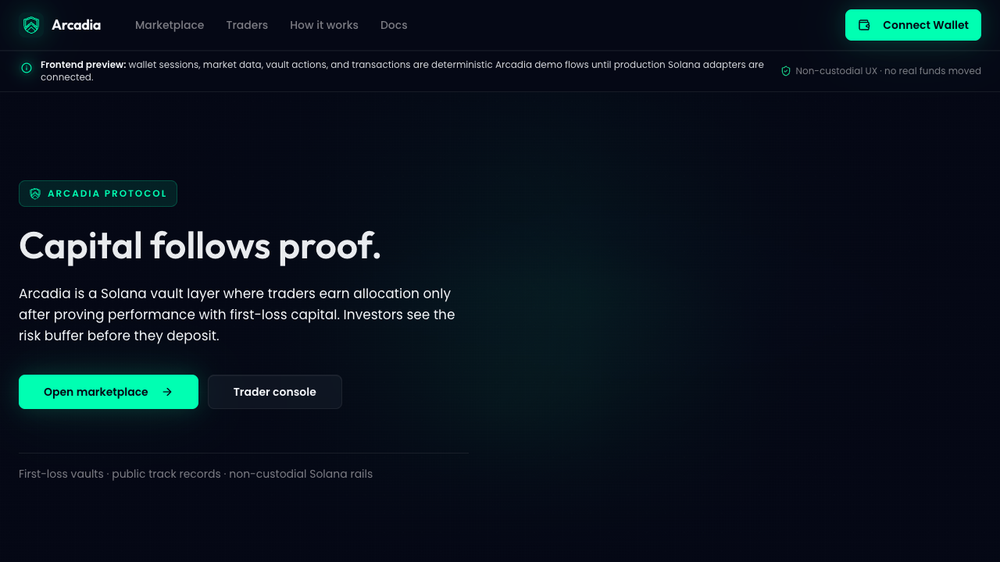 Arcadia
Marketplace
Traders
How it works
Docs
Connect Wallet
Frontend preview: wallet sessions, market data, vault actions, and transactions are deterministic Arcadia demo flows until production Solana adapters are
connected.
Non-custodial UX · no real funds moved
ARCADIA PROTOCOL
Capital follows proof.
Arcadia is a Solana vault layer where traders earn allocation only
after proving performance with first-loss capital. Investors see the
risk buffer before they deposit.
Open marketplace
Trader console
First-loss vaults · public track records · non-custodial Solana rails